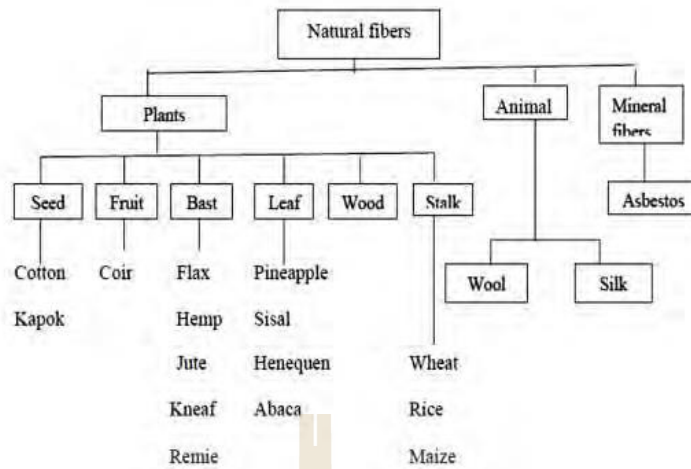 Natural fibers
Plants
Animal
Mineral
fibers
Seed
Fruit
Bast
Leaf
Wood
Stalk
Asbestos
Cotton
Coir
Flax
Pineapple
Wool
Silk
Kapok
Hemp
Sisal
Jute
Henequen
Wheat
Kneaf
Abaca
Rice
Remie
Maize